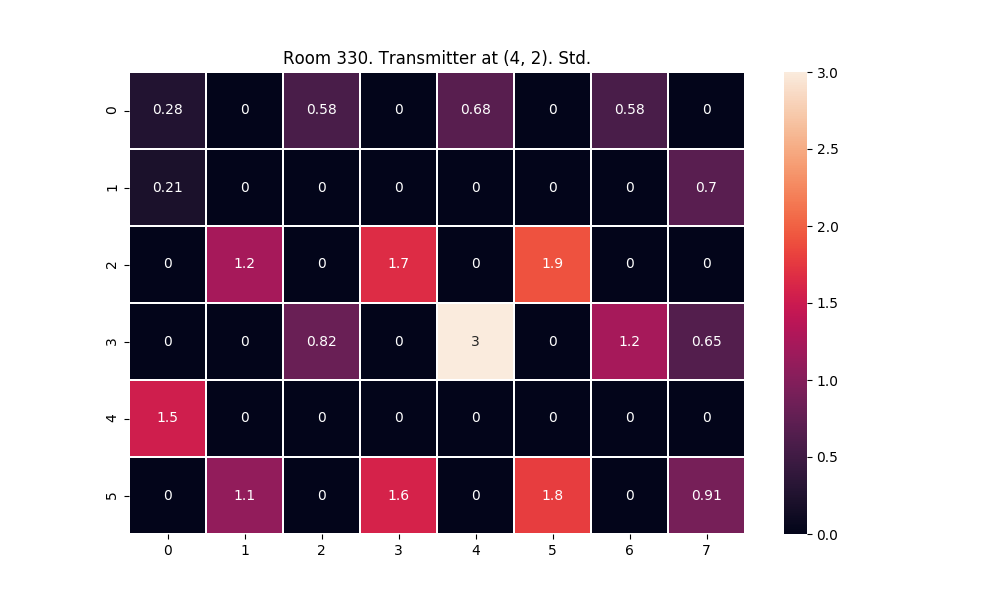 Room 330. Transmitter at (4, 2). Std.
3.0
0 0.28 0 0.58 0 0.68 0 0.58 0
2.5
1 0.21 0 0 0 0 0 0 0.7
2.0
2 0 1.2 0 1.7 0 1.9 0 0
1.5
3 0 0 0.82 0 3 0 1.2 0.65
1.0
4 1.5 0 0 0 0 0 0 0
0.5
5 0 1.1 0 1.6 0 1.8 0 0.91
0.0
0 1 2 3 4 5 6 7